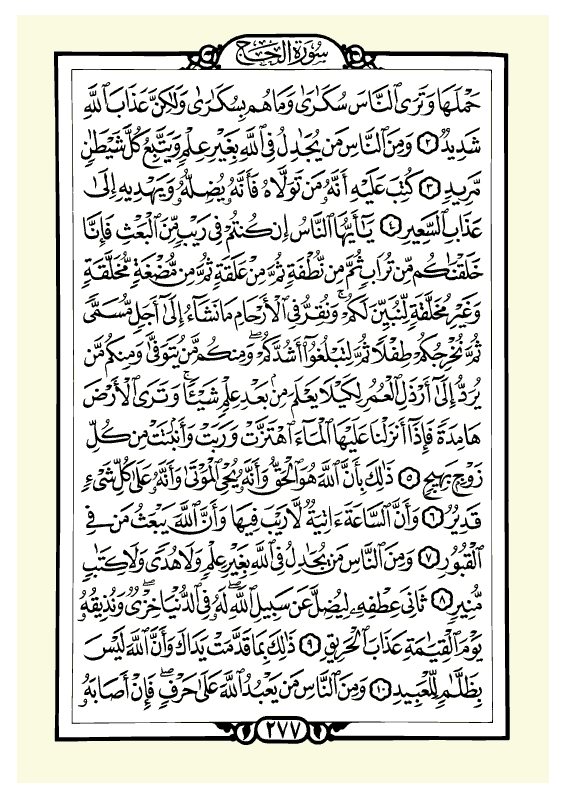 سورة الحج
حَمْلَهَا وَتَرَى ٱلنَّاسَ سُكَٰرَىٰ وَمَا هُم بِسُكَٰرَىٰ وَلَٰكِنَّ عَذَابَ ٱللَّهِ
شَدِيدٌ ٢ وَمِنَ ٱلنَّاسِ مَن يُجَٰدِلُ فِى ٱللَّهِ بِغَيْرِ عِلْمٍ وَيَتَّبِعُ كُلَّ شَيْطَٰنٍ
مَّرِيدٍ ٣ كُتِبَ عَلَيْهِ أَنَّهُۥ مَن تَوَلَّاهُ فَأَنَّهُۥ يُضِلُّهُۥ وَيَهْدِيهِ إِلَىٰ
عَذَابِ ٱلسَّعِيرِ ٤ يَٰٓأَيُّهَا ٱلنَّاسُ إِن كُنتُمْ فِى رَيْبٍ مِّنَ ٱلْبَعْثِ فَإِنَّا
خَلَقْنَٰكُم مِّن تُرَابٍ ثُمَّ مِن نُّطْفَةٍ ثُمَّ مِنْ عَلَقَةٍ ثُمَّ مِن مُّضْغَةٍ مُّخَلَّقَةٍ
وَغَيْرِ مُخَلَّقَةٍ لِّنُبَيِّنَ لَكُمْ ۚ وَنُقِرُّ فِى ٱلْأَرْحَامِ مَا نَشَآءُ إِلَىٰٓ أَجَلٍ مُّسَمًّى
ثُمَّ نُخْرِجُكُمْ طِفْلًا ثُمَّ لِتَبْلُغُوٓا۟ أَشُدَّكُمْ ۖ وَمِنكُم مَّن يُتَوَفَّىٰ وَمِنكُم مَّن
يُرَدُّ إِلَىٰٓ أَرْذَلِ ٱلْعُمُرِ لِكَيْلَا يَعْلَمَ مِنۢ بَعْدِ عِلْمٍ شَيْـًٔا ۚ وَتَرَى ٱلْأَرْضَ
هَامِدَةً فَإِذَآ أَنزَلْنَا عَلَيْهَا ٱلْمَآءَ ٱهْتَزَّتْ وَرَبَتْ وَأَنۢبَتَتْ مِن كُلِّ
زَوْجٍۭ بَهِيجٍ ٥ ذَٰلِكَ بِأَنَّ ٱللَّهَ هُوَ ٱلْحَقُّ وَأَنَّهُۥ يُحْىِ ٱلْمَوْتَىٰ وَأَنَّهُۥ عَلَىٰ كُلِّ شَىْءٍ
قَدِيرٌ ٦ وَأَنَّ ٱلسَّاعَةَ ءَاتِيَةٌ لَّا رَيْبَ فِيهَا وَأَنَّ ٱللَّهَ يَبْعَثُ مَن فِى
ٱلْقُبُورِ ٧ وَمِنَ ٱلنَّاسِ مَن يُجَٰدِلُ فِى ٱللَّهِ بِغَيْرِ عِلْمٍ وَلَا هُدًى وَلَا كِتَٰبٍ
مُّنِيرٍ ٨ ثَانِىَ عِطْفِهِۦ لِيُضِلَّ عَن سَبِيلِ ٱللَّهِ ۖ لَهُۥ فِى ٱلدُّنْيَا خِزْىٌ ۖ وَنُذِيقُهُۥ
يَوْمَ ٱلْقِيَٰمَةِ عَذَابَ ٱلْحَرِيقِ ٩ ذَٰلِكَ بِمَا قَدَّمَتْ يَدَاكَ وَأَنَّ ٱللَّهَ لَيْسَ
بِظَلَّٰمٍ لِّلْعَبِيدِ ١٠ وَمِنَ ٱلنَّاسِ مَن يَعْبُدُ ٱللَّهَ عَلَىٰ حَرْفٍ ۖ فَإِنْ أَصَابَهُۥ
٢٧٧